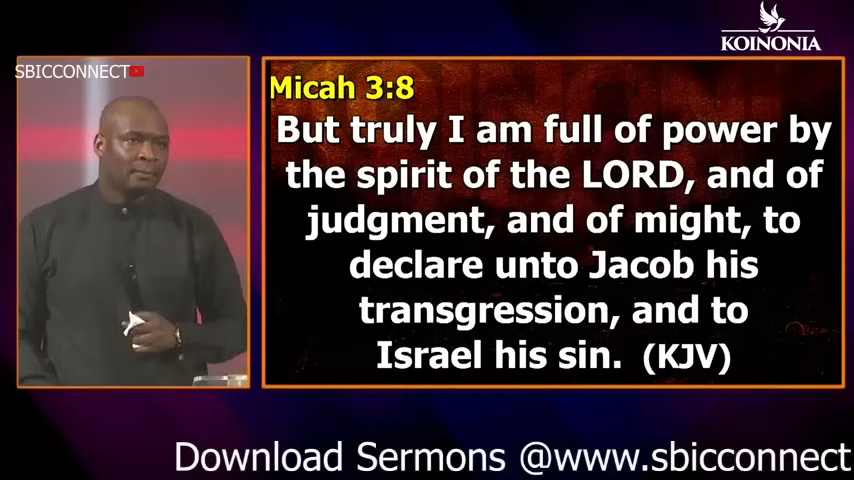 KOINONIA
SBICCONNECT
Micah 3:8
But truly I am full of power by
the spirit of the LORD, and of
judgment, and of might, to
declare unto Jacob his
transgression, and to
Israel his sin. (KJV)
Download Sermons @www.sbicconnect